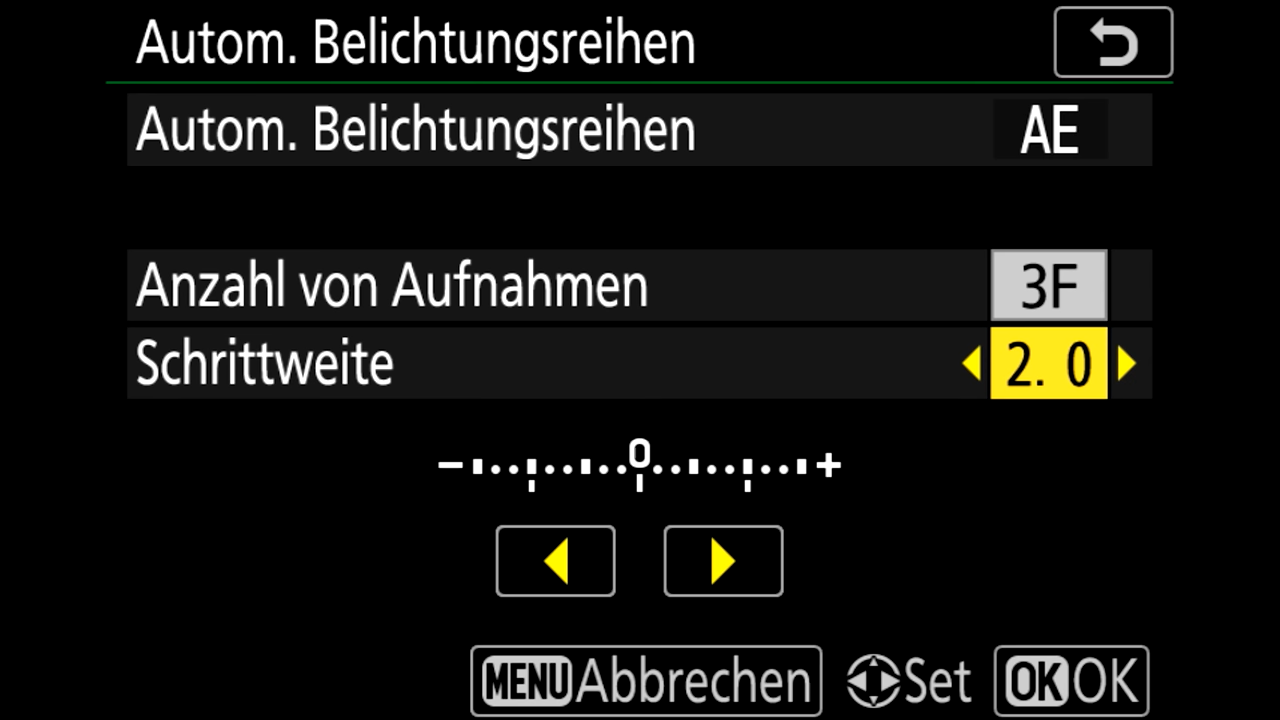 Autom. Belichtungsreihen
Autom. Belichtungsreihen AE
Anzahl von Aufnahmen 3F
Schrittweite 2. 0
− 0 +
MENU Abbrechen Set OK OK